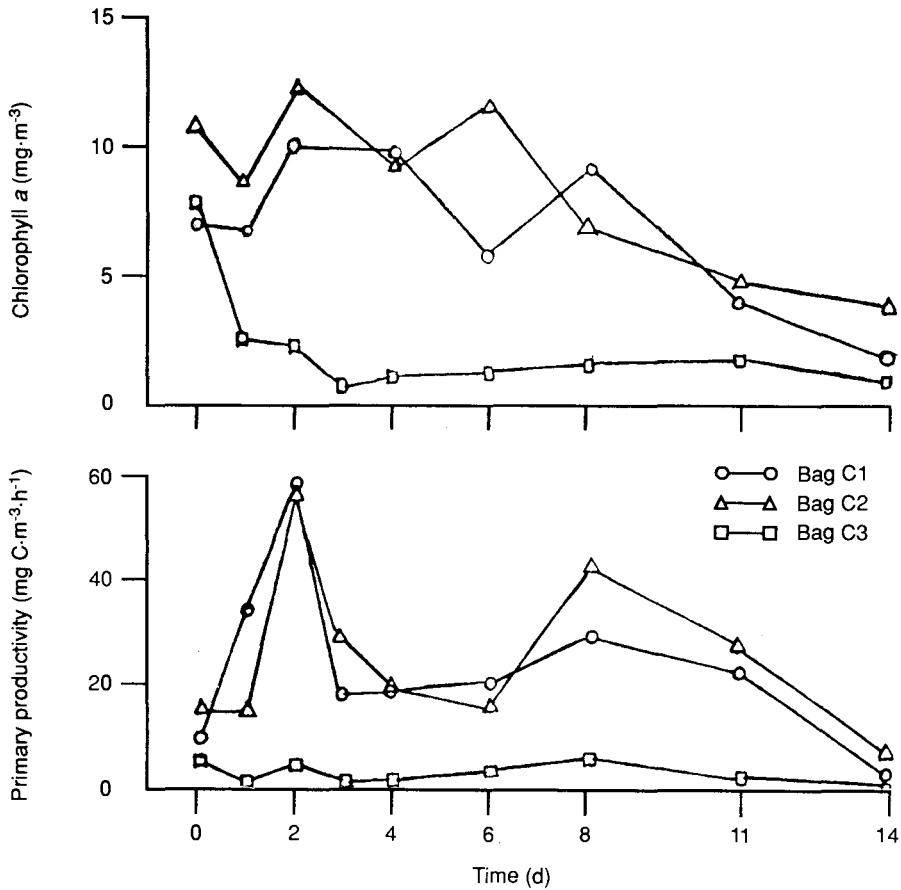 15
10
5
0
Chlorophyll a (mg·m⁻³)
60
40
20
0
Primary productivity (mg C·m⁻³·h⁻¹)
Bag C1
Bag C2
Bag C3
0 2 4 6 8 11 14
Time (d)